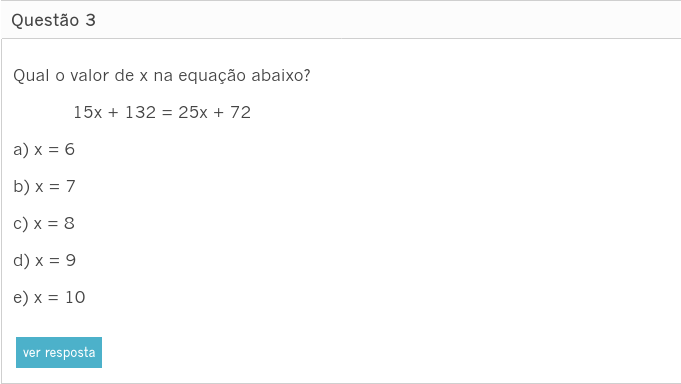 Questão 3
Qual o valor de x na equação abaixo?
15x + 132 = 25x + 72
a) x = 6
b) x = 7
c) x = 8
d) x = 9
e) x = 10
ver resposta